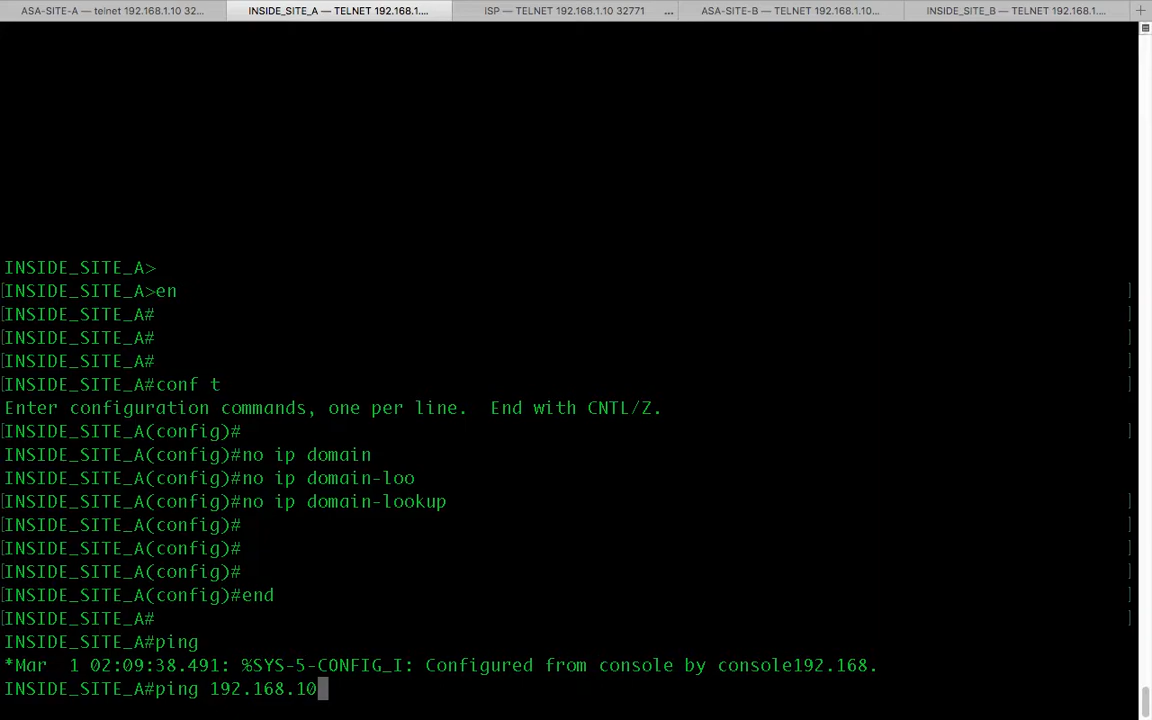 ASA-SITE-A — telnet 192.168.1.10 32...
INSIDE_SITE_A — TELNET 192.168.1....
ISP — TELNET 192.168.1.10 32771 ...
ASA-SITE-B — TELNET 192.168.1.10...
INSIDE_SITE_B — TELNET 192.168.1....
INSIDE_SITE_A>
[INSIDE_SITE_A>en ]
[INSIDE_SITE_A# ]
[INSIDE_SITE_A# ]
[INSIDE_SITE_A# ]
[INSIDE_SITE_A#conf t ]
Enter configuration commands, one per line.  End with CNTL/Z.
[INSIDE_SITE_A(config)# ]
INSIDE_SITE_A(config)#no ip domain
INSIDE_SITE_A(config)#no ip domain-loo
[INSIDE_SITE_A(config)#no ip domain-lookup ]
[INSIDE_SITE_A(config)# ]
[INSIDE_SITE_A(config)# ]
[INSIDE_SITE_A(config)# ]
[INSIDE_SITE_A(config)#end ]
[INSIDE_SITE_A# ]
INSIDE_SITE_A#ping
*Mar  1 02:09:38.491: %SYS-5-CONFIG_I: Configured from console by console192.168.
INSIDE_SITE_A#ping 192.168.10